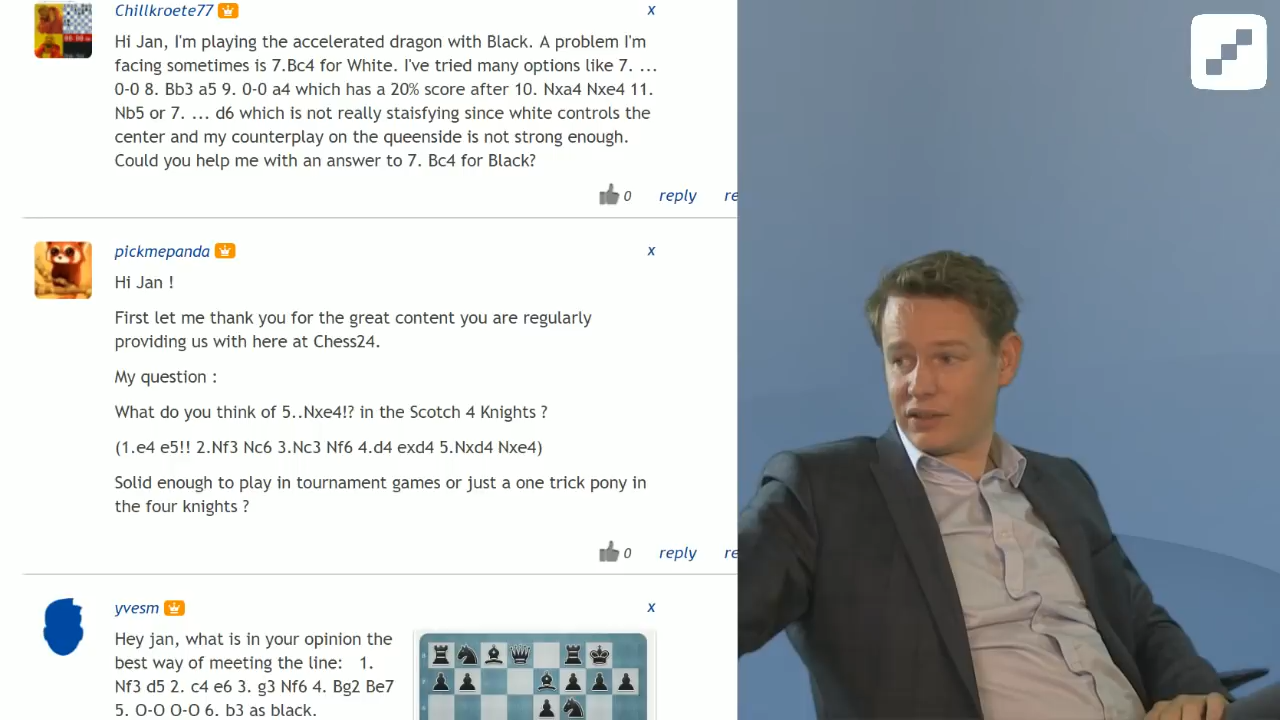 Chillkroete77
x
Hi Jan, I'm playing the accelerated dragon with Black. A problem I'm
facing sometimes is 7.Bc4 for White. I've tried many options like 7. ...
0-0 8. Bb3 a5 9. 0-0 a4 which has a 20% score after 10. Nxa4 Nxe4 11.
Nb5 or 7. ... d6 which is not really staisfying since white controls the
center and my counterplay on the queenside is not strong enough.
Could you help me with an answer to 7. Bc4 for Black?
0 reply re
pickmepanda
x
Hi Jan !
First let me thank you for the great content you are regularly
providing us with here at Chess24.
My question :
What do you think of 5..Nxe4!? in the Scotch 4 Knights ?
(1.e4 e5!! 2.Nf3 Nc6 3.Nc3 Nf6 4.d4 exd4 5.Nxd4 Nxe4)
Solid enough to play in tournament games or just a one trick pony in
the four knights ?
0 reply re
yvesm
x
Hey jan, what is in your opinion the
best way of meeting the line: 1.
Nf3 d5 2. c4 e6 3. g3 Nf6 4. Bg2 Be7
5. O-O O-O 6. b3 as black.